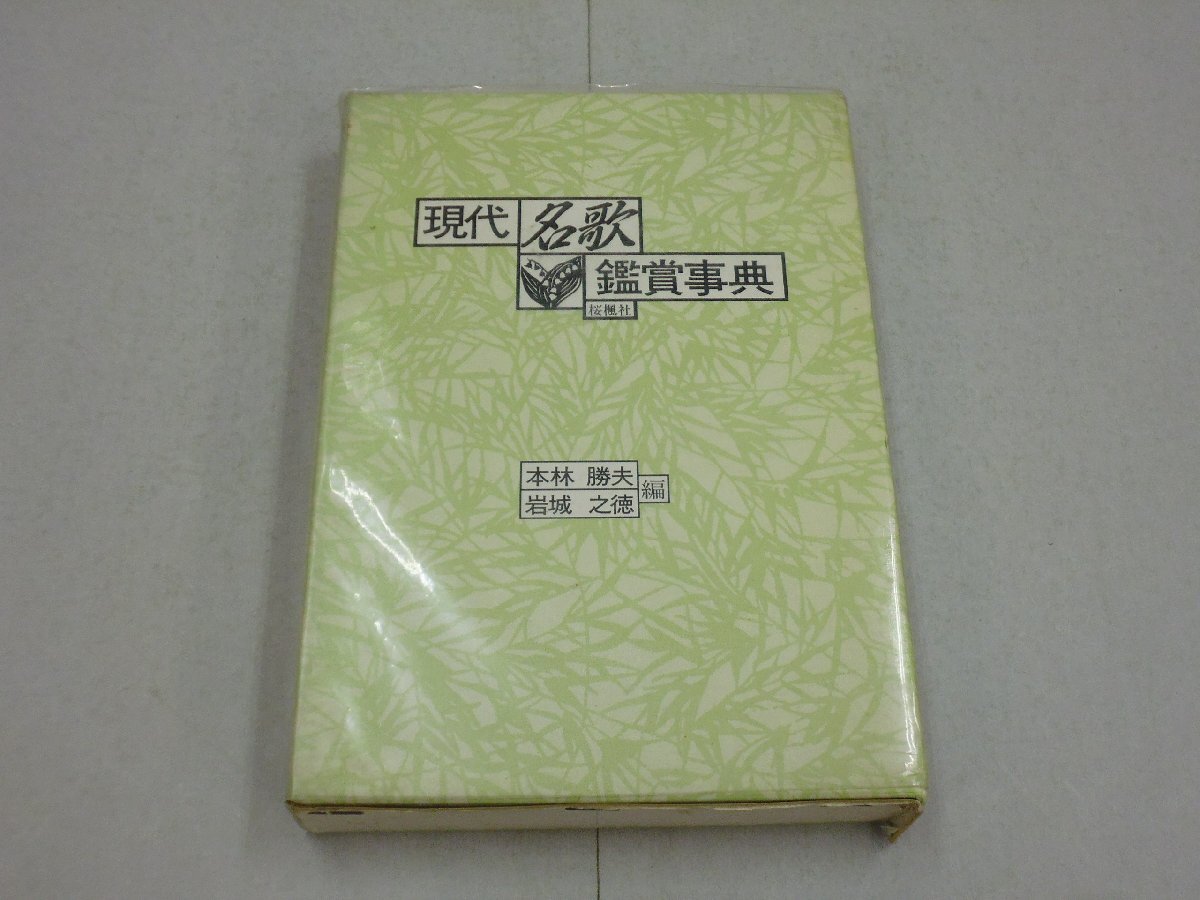 現代名歌
鑑賞事典
桜楓社
本林 勝夫
岩城 之徳
編